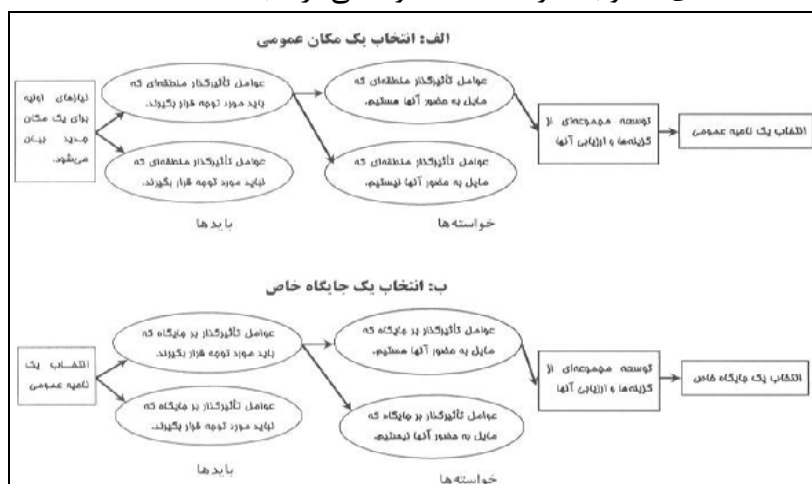 الف: انتخاب یک مکان عمومی
نیازهای اولیه
برای یک مکان
جدید بیان
می‌شود.
عوامل تأثیرگذار منطقه‌ای که
باید مورد توجه قرار بگیرند.
عوامل تأثیرگذار منطقه‌ای که
نباید مورد توجه قرار بگیرند.
بایدها
عوامل تأثیرگذار منطقه‌ای که
مایل به حضور آنها هستیم.
عوامل تأثیرگذار منطقه‌ای که
مایل به حضور آنها نیستیم.
خواسته‌ها
توسعه مجموعه‌ای از
گزینه‌ها و ارزیابی آنها
انتخاب یک ناحیه عمومی
ب: انتخاب یک جایگاه خاص
انتخاب یک
ناحیه عمومی
عوامل تأثیرگذار بر جایگاه که
باید مورد توجه قرار بگیرند.
عوامل تأثیرگذار بر جایگاه که
نباید مورد توجه قرار بگیرند.
بایدها
عوامل تأثیرگذار بر جایگاه که
مایل به حضور آنها هستیم.
عوامل تأثیرگذار بر جایگاه که
مایل به حضور آنها نیستیم.
خواسته‌ها
توسعه مجموعه‌ای از
گزینه‌ها و ارزیابی آنها
انتخاب یک جایگاه خاص